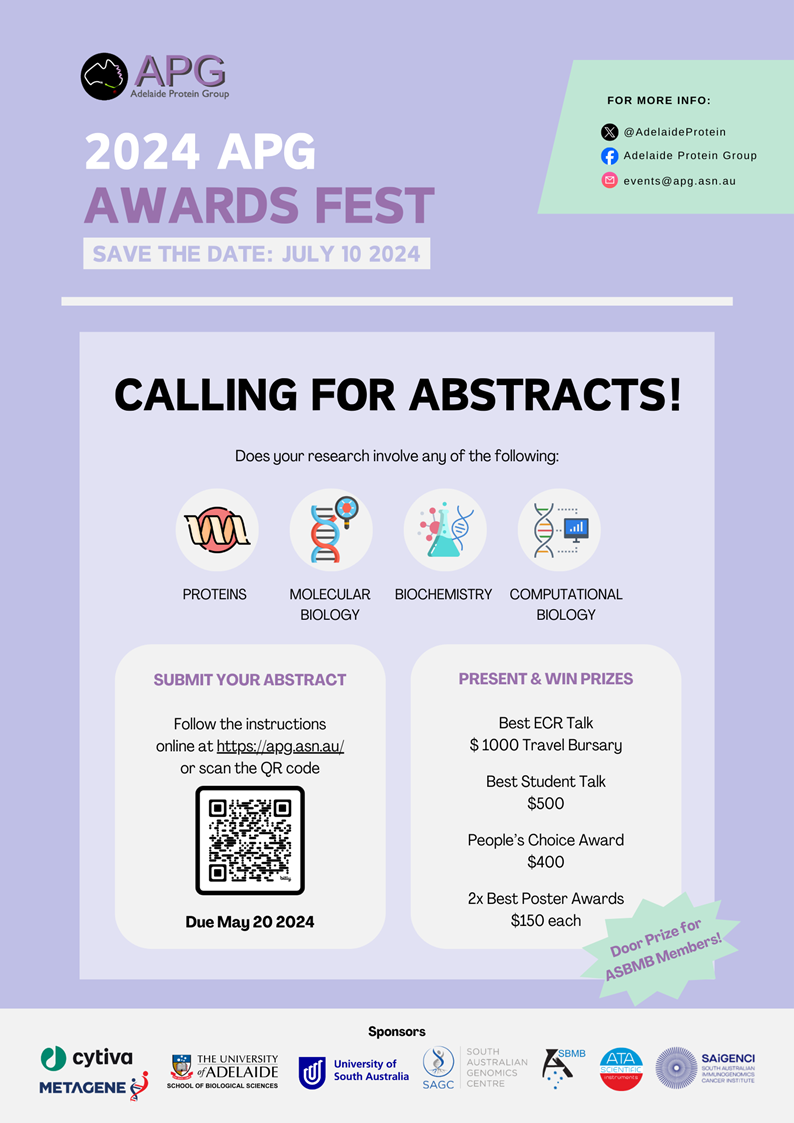 APG
Adelaide Protein Group
FOR MORE INFO:
@AdelaideProtein
Adelaide Protein Group
events@apg.asn.au
2024 APG
AWARDS FEST
SAVE THE DATE: JULY 10 2024
CALLING FOR ABSTRACTS!
Does your research involve any of the following:
PROTEINS
MOLECULAR
BIOLOGY
BIOCHEMISTRY
COMPUTATIONAL
BIOLOGY
SUBMIT YOUR ABSTRACT
Follow the instructions
online at https://apg.asn.au/
or scan the QR code
bitly
Due May 20 2024
PRESENT & WIN PRIZES
Best ECR Talk
$ 1000 Travel Bursary
Best Student Talk
$500
People's Choice Award
$400
2x Best Poster Awards
$150 each
Door Prize for
ASBMB Members!
Sponsors
cytiva
METAGENE
THE UNIVERSITY
of ADELAIDE
SCHOOL OF BIOLOGICAL SCIENCES
University of
South Australia
SAGC
SOUTH
AUSTRALIAN
GENOMICS
CENTRE
ASBMB
ATA
SCIENTIFIC
instruments
SAiGENCI
SOUTH AUSTRALIAN
IMMUNOGENOMICS
CANCER INSTITUTE